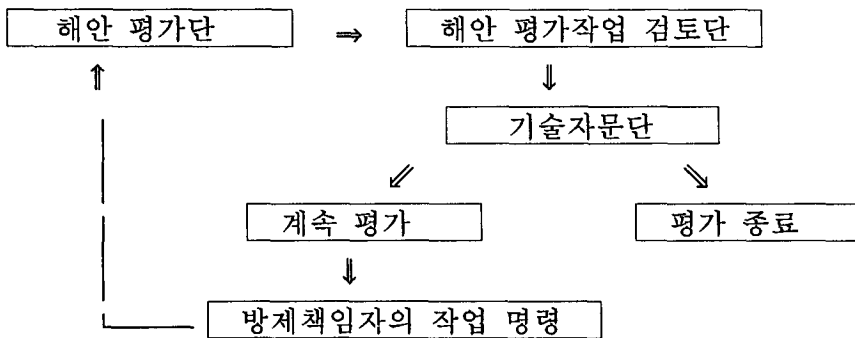 해안 평가단 ⇒ 해안 평가작업 검토단
⇑ ⇓
기술자문단
⇙ ⇘
계속 평가 평가 종료
⇓
방제책임자의 작업 명령